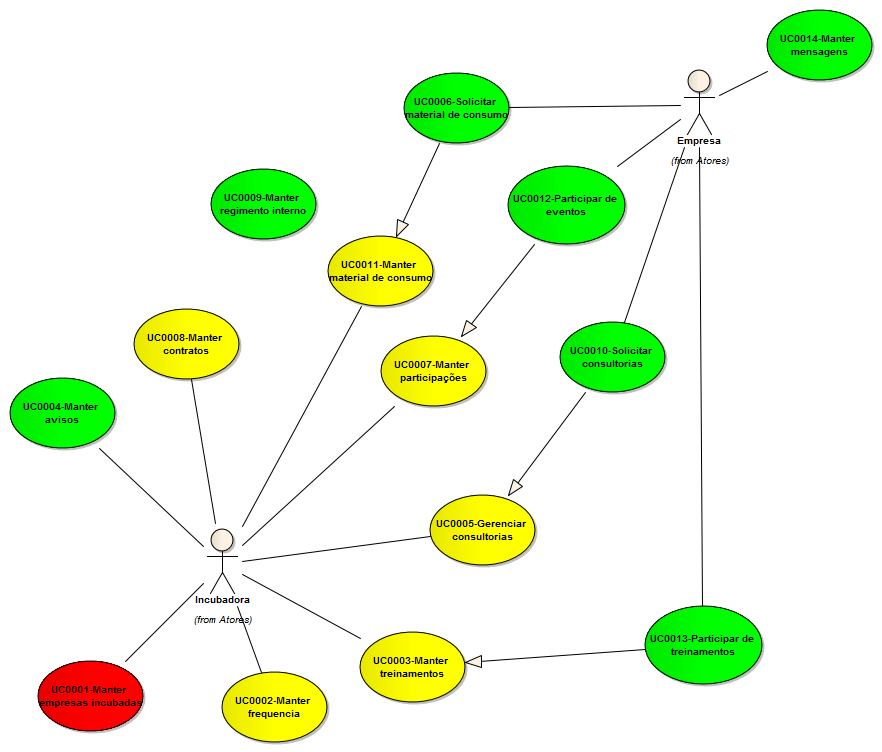 UC0014-Manter
mensagens
UC0006-Solicitar
material de consumo
Empresa
(from Atores)
UC0009-Manter
regimento interno
UC0012-Participar de
eventos
UC0011-Manter
material de consumo
UC0008-Manter
contratos
UC0007-Manter
participações
UC0010-Solicitar
consultorias
UC0004-Manter
avisos
UC0005-Gerenciar
consultorias
Incubadora
(from Atores)
UC0013-Participar de
treinamentos
UC0003-Manter
treinamentos
UC0001-Manter
empresas incubadas
UC0002-Manter
frequencia